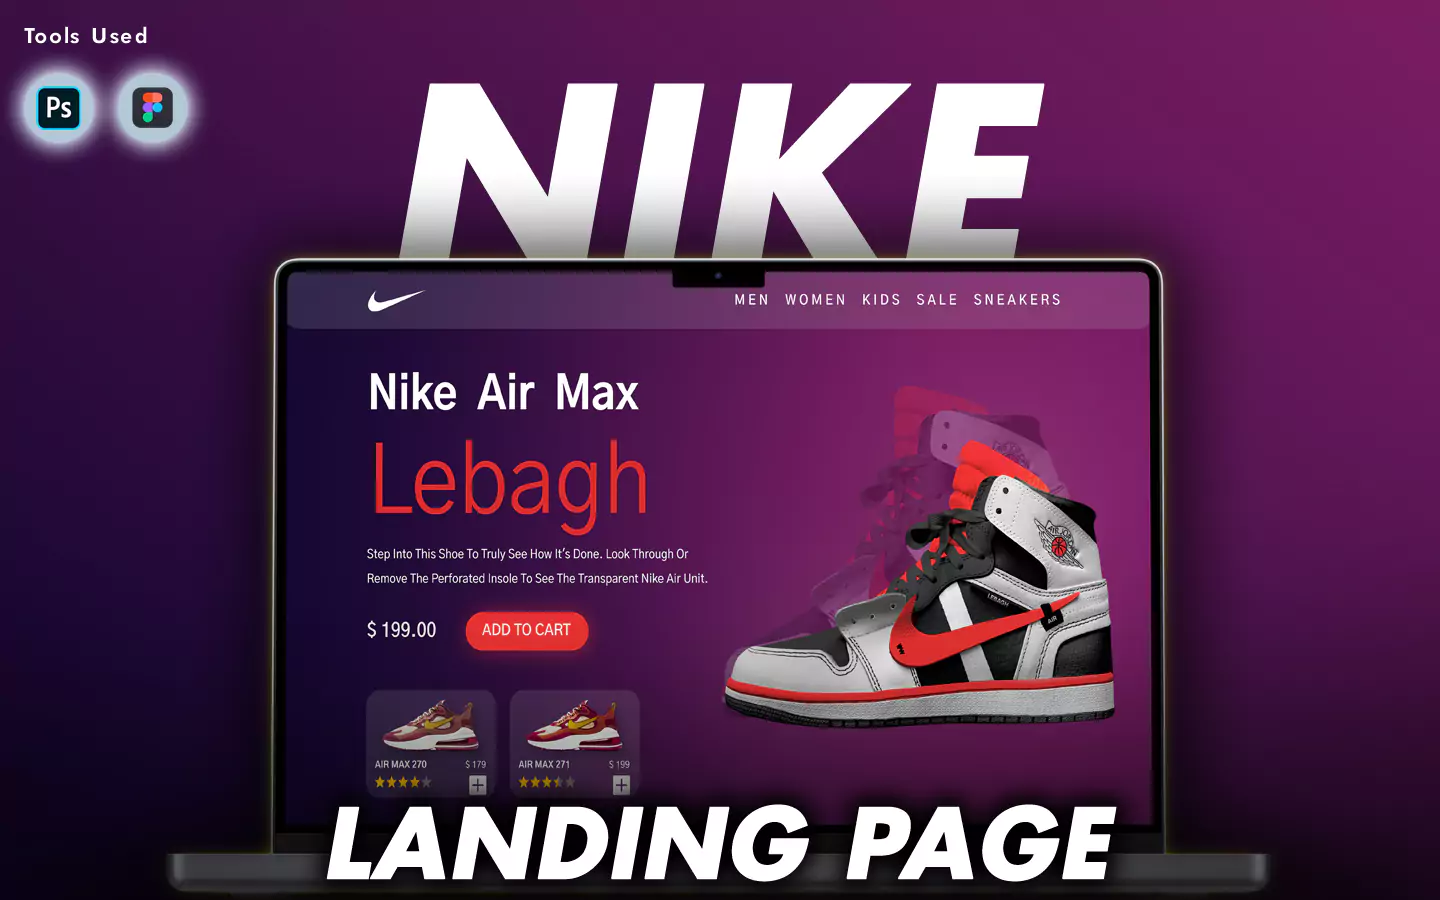 Tools Used
Ps
NIKE
MEN WOMEN KIDS SALE SNEAKERS
Nike Air Max
Lebagh
Step Into This Shoe To Truly See How It's Done. Look Through Or
Remove The Perforated Insole To See The Transparent Nike Air Unit.
$ 199.00
ADD TO CART
LEBAGH
AIR
AIR MAX 270 $ 179
AIR MAX 271 $ 199
LANDING PAGE